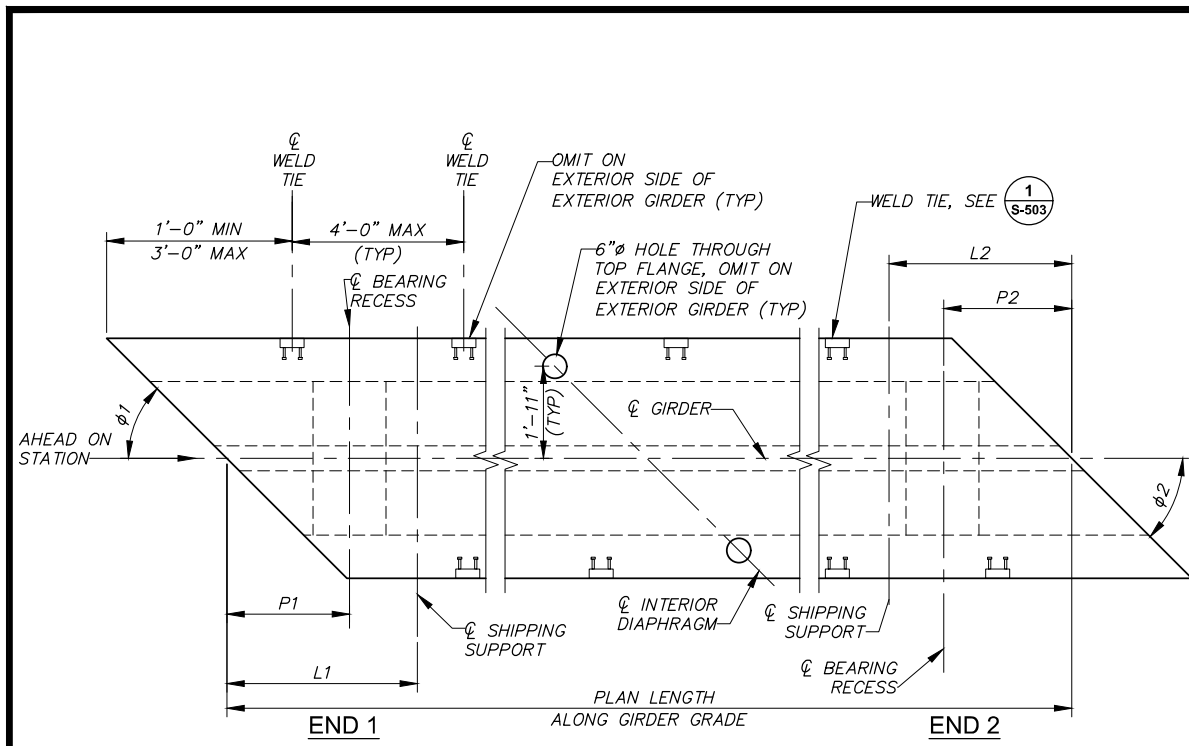 ℄
WELD
TIE
℄
WELD
TIE
OMIT ON
EXTERIOR SIDE OF
EXTERIOR GIRDER (TYP)
WELD TIE, SEE
1
S-503
1'-0" MIN
3'-0" MAX
4'-0" MAX
(TYP)
6"ø HOLE THROUGH
TOP FLANGE, OMIT ON
EXTERIOR SIDE OF
EXTERIOR GIRDER (TYP)
L2
℄ BEARING
RECESS
P2
1'-11"
(TYP)
℄ GIRDER
ϕ1
AHEAD ON
STATION
ϕ2
P1
℄ SHIPPING
SUPPORT
℄ INTERIOR
DIAPHRAGM
℄ SHIPPING
SUPPORT
L1
℄ BEARING
RECESS
PLAN LENGTH
ALONG GIRDER GRADE
END 1
END 2